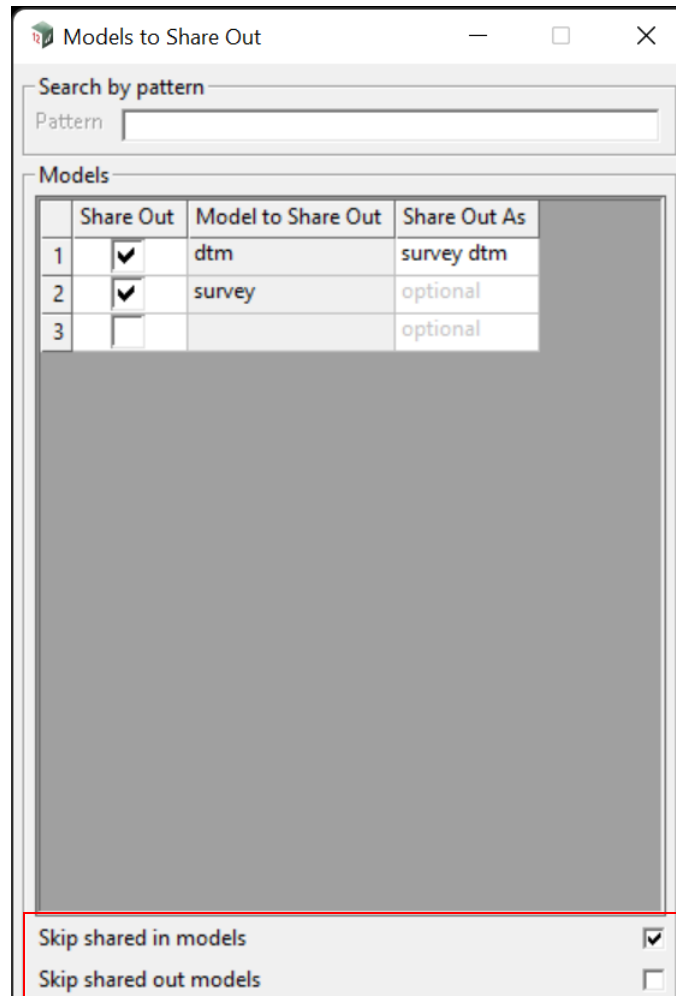 Models to Share Out
Search by pattern
Pattern
Models
Share Out Model to Share Out Share Out As
1 dtm survey dtm
2 survey optional
3 optional
Skip shared in models
Skip shared out models